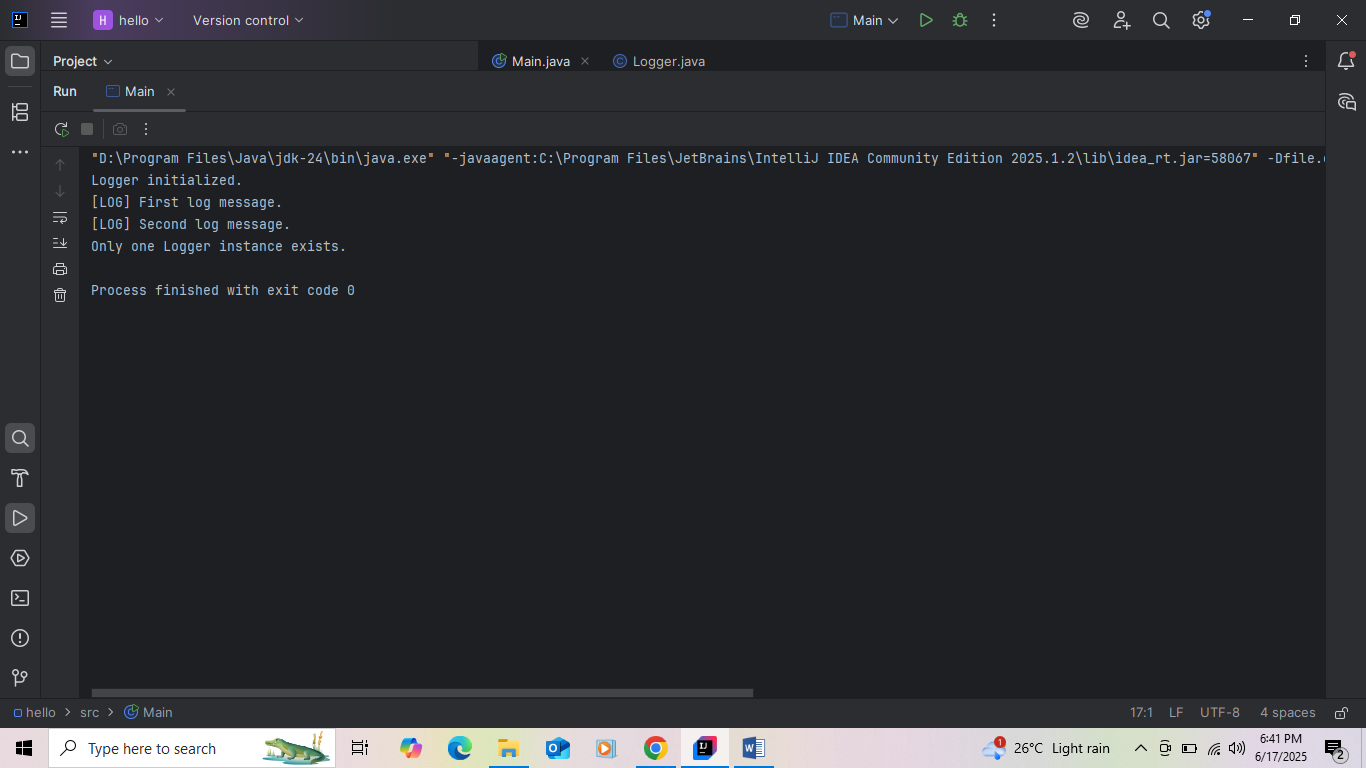 H hello Version control Main
Project Main.java Logger.java
Run Main
"D:\Program Files\Java\jdk-24\bin\java.exe" "-javaagent:C:\Program Files\JetBrains\IntelliJ IDEA Community Edition 2025.1.2\lib\idea_rt.jar=58067" -Dfile.
Logger initialized.
[LOG] First log message.
[LOG] Second log message.
Only one Logger instance exists.
Process finished with exit code 0
hello src Main 17:1 LF UTF-8 4 spaces
Type here to search 1 26°C Light rain 6:41 PM
6/17/2025 2